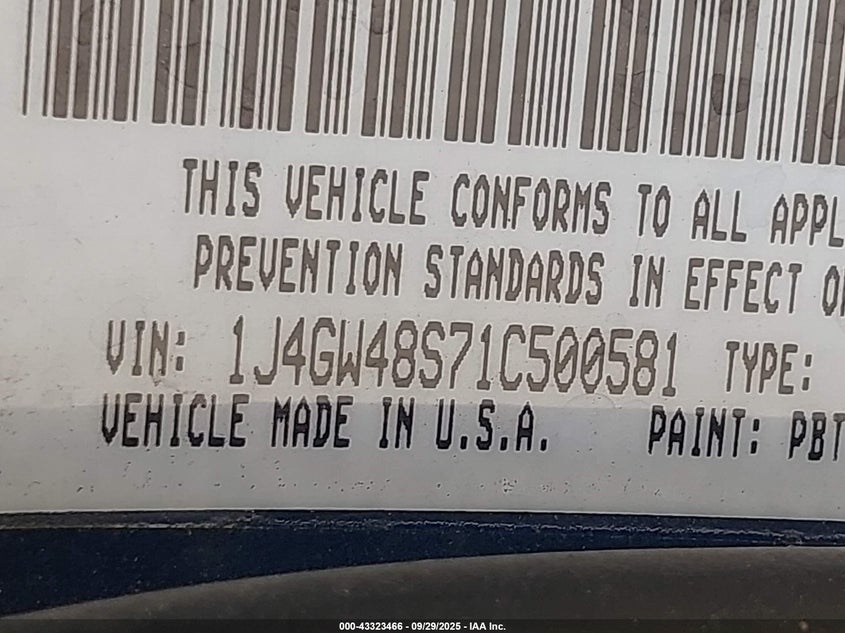 THIS VEHICLE CONFORMS TO ALL APPL
PREVENTION STANDARDS IN EFFECT O
VIN: 1J4GW48S71C500581 TYPE:
VEHICLE MADE IN U.S.A. PAINT: PBT
000-43323466 - 09/29/2025 - IAA Inc.